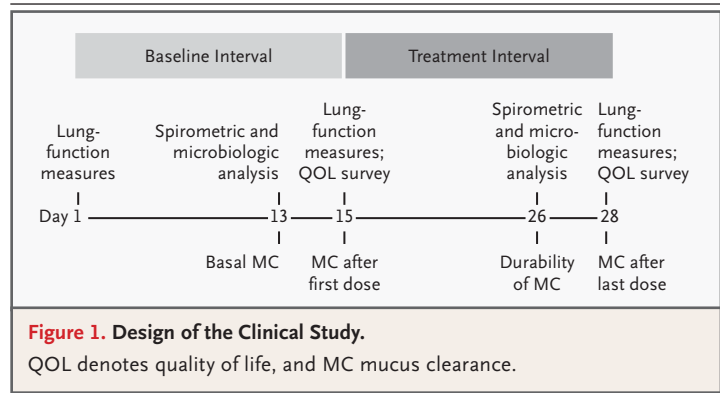 Baseline Interval
Treatment Interval
Lung-
function
measures
Spirometric and
microbiologic
analysis
Lung-
function
measures;
QOL survey
Spirometric
and micro-
biologic
analysis
Lung-
function
measures;
QOL survey
Day 1 13 15 26 28
Basal MC
MC after
first dose
Durability
of MC
MC after
last dose
Figure 1. Design of the Clinical Study.
QOL denotes quality of life, and MC mucus clearance.